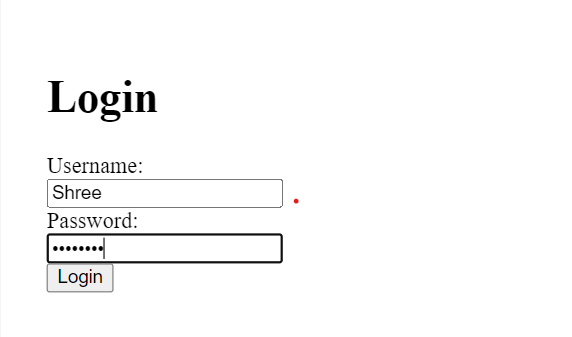 Login
Username:
Shree
Password:
••••••••
Login